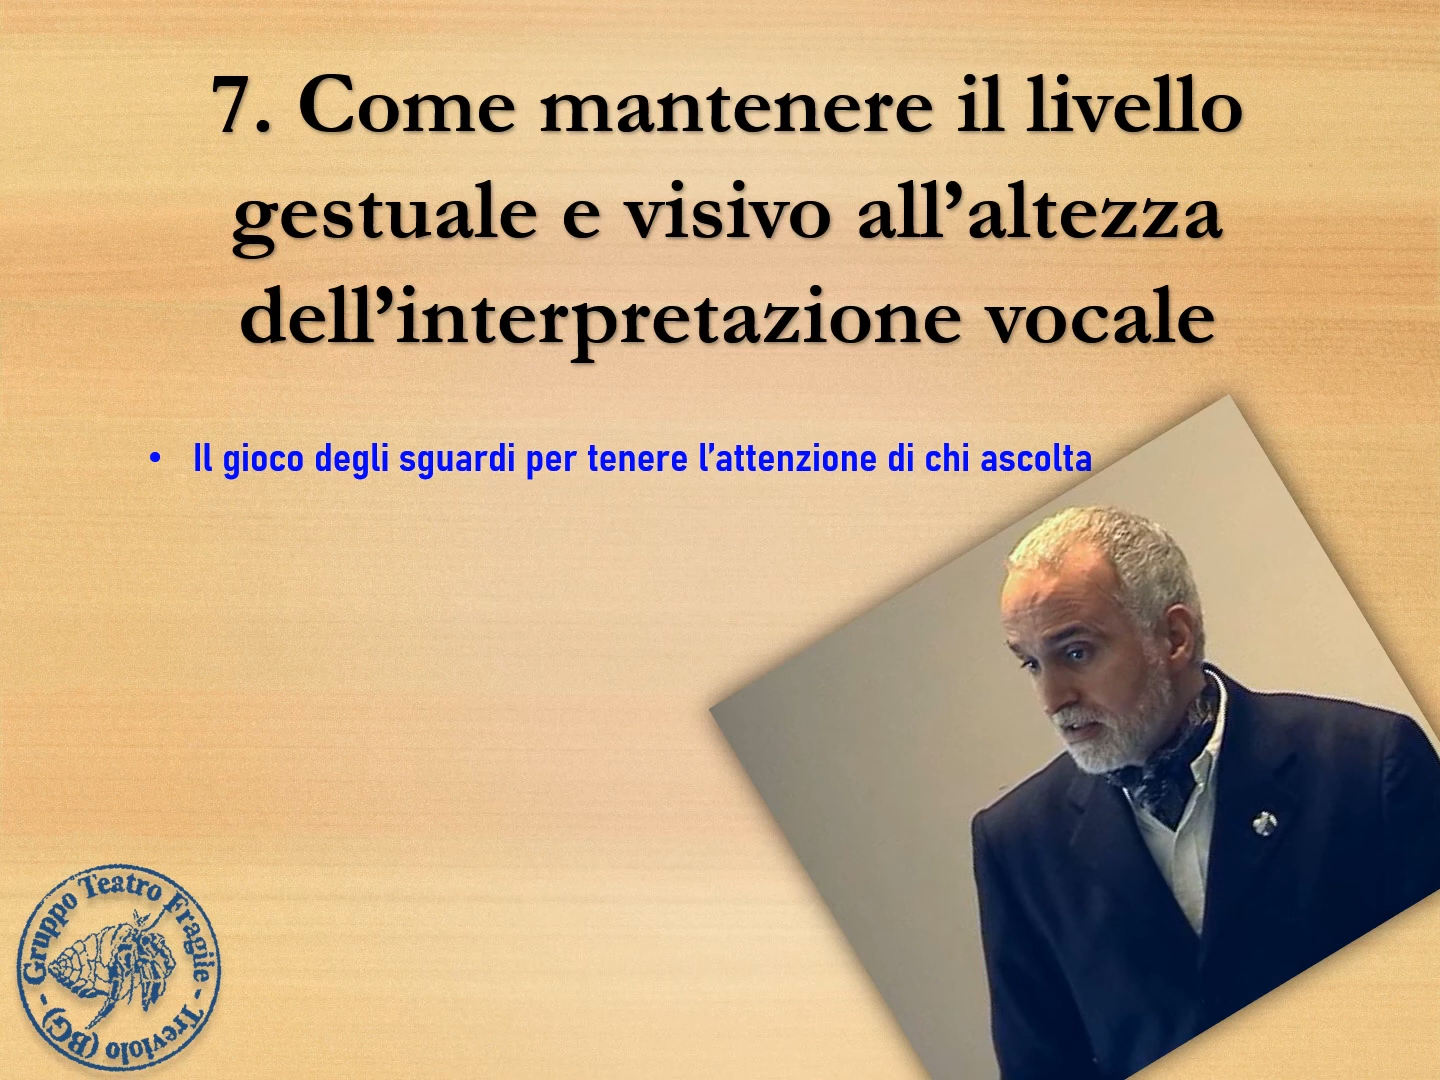 7. Come mantenere il livello
gestuale e visivo all’altezza
dell’interpretazione vocale
• Il gioco degli sguardi per tenere l’attenzione di chi ascolta
Gruppo Teatro Fragile - Treviolo (BG) -